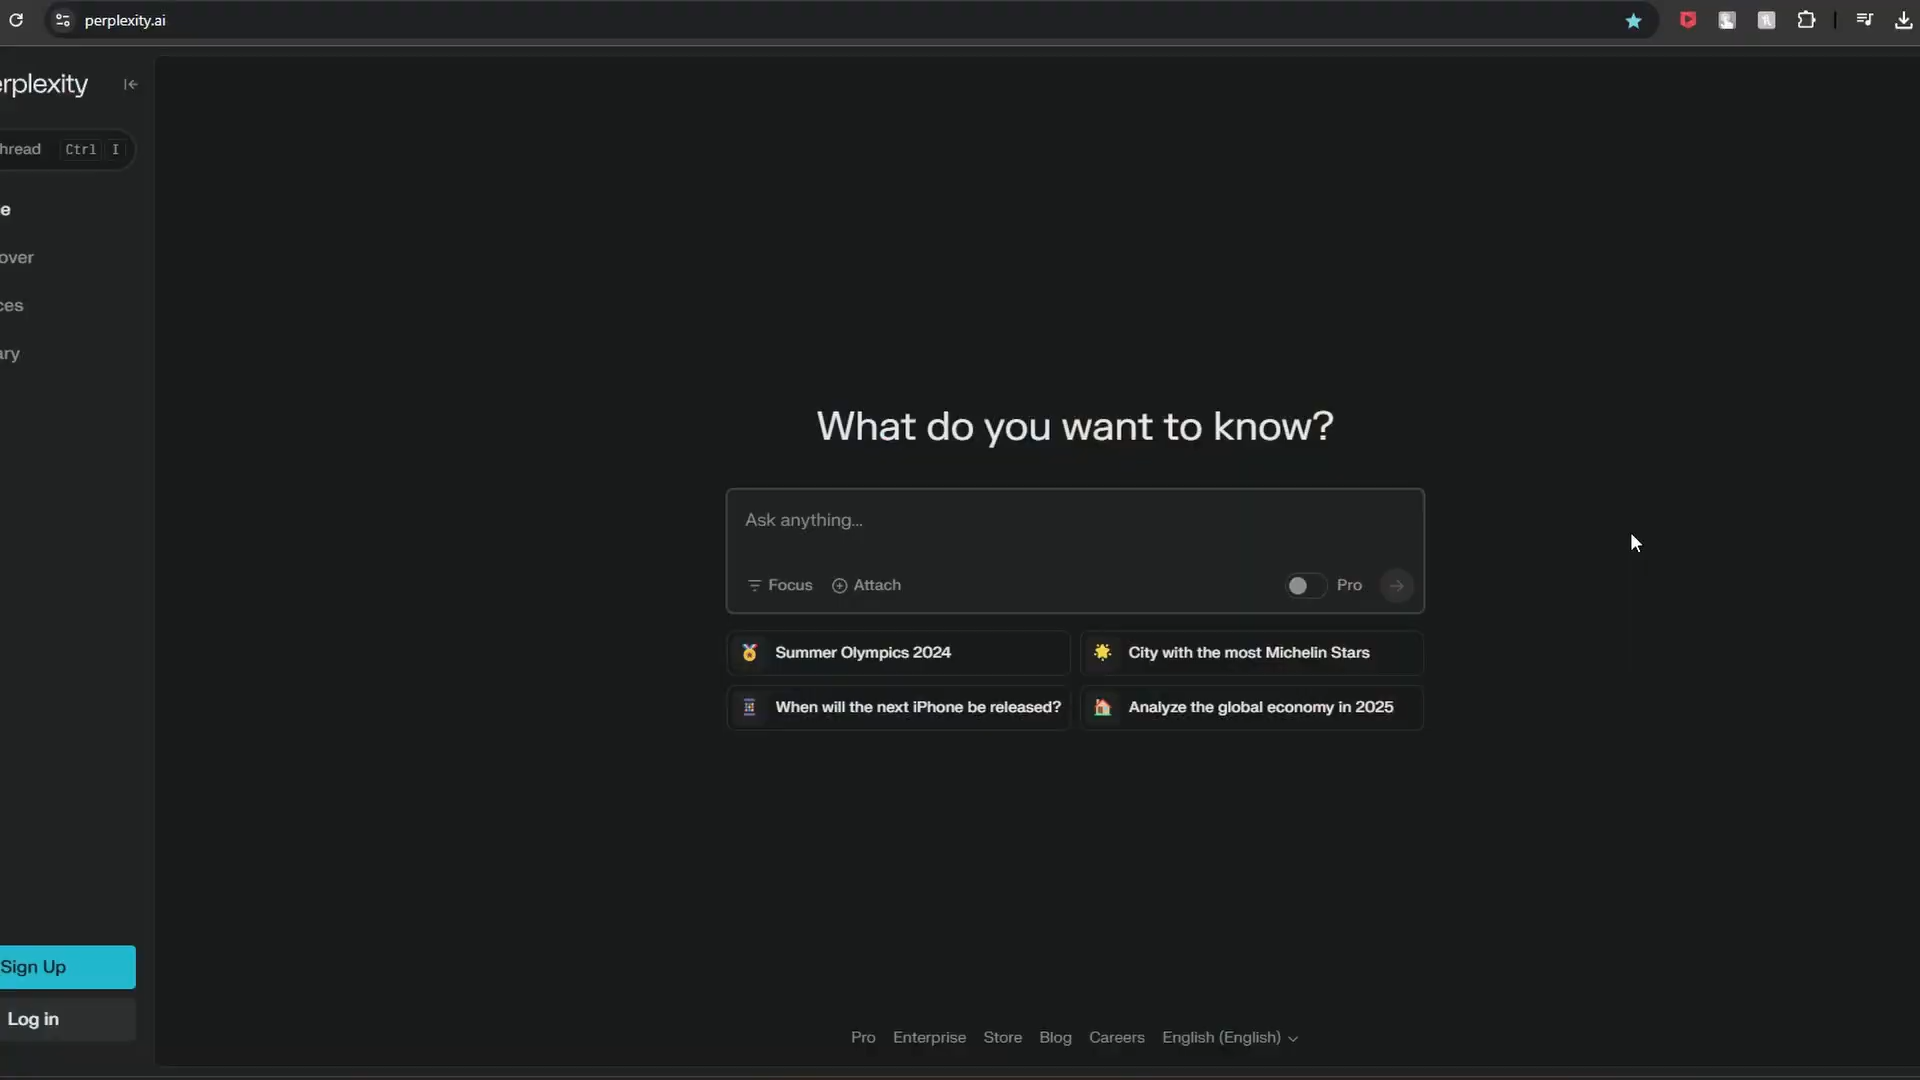 perplexity.ai
erplexity
hread Ctrl I
e
over
ces
ary
What do you want to know?
Ask anything...
Focus Attach Pro
Summer Olympics 2024 City with the most Michelin Stars
When will the next iPhone be released? Analyze the global economy in 2025
Sign Up
Log in
Pro Enterprise Store Blog Careers English (English)